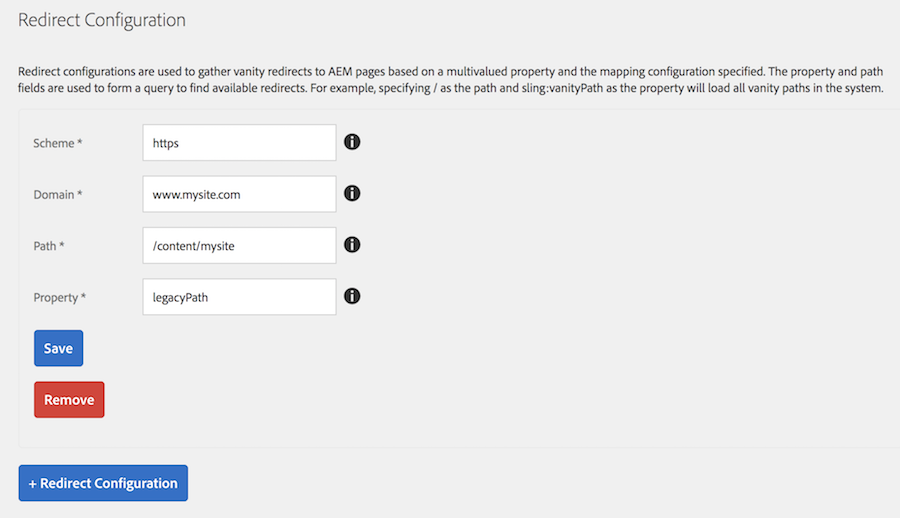 Redirect Configuration
Redirect configurations are used to gather vanity redirects to AEM pages based on a multivalued property and the mapping configuration specified. The property and path
fields are used to form a query to find available redirects. For example, specifying / as the path and sling:vanityPath as the property will load all vanity paths in the system.
Scheme * https
Domain * www.mysite.com
Path * /content/mysite
Property * legacyPath
Save
Remove
+ Redirect Configuration